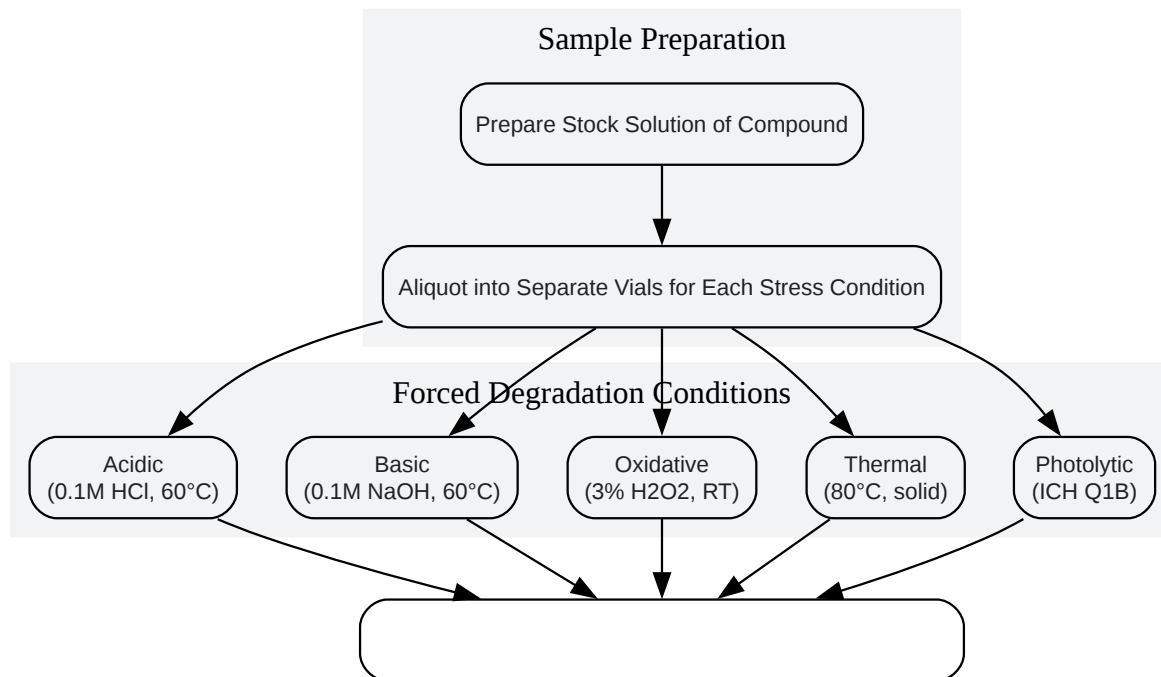 Sample Preparation
Prepare Stock Solution of Compound
Aliquot into Separate Vials for Each Stress Condition
Forced Degradation Conditions
Acidic
(0.1M HCl, 60°C)
Basic
(0.1M NaOH, 60°C)
Oxidative
(3% H2O2, RT)
Thermal
(80°C, solid)
Photolytic
(ICH Q1B)